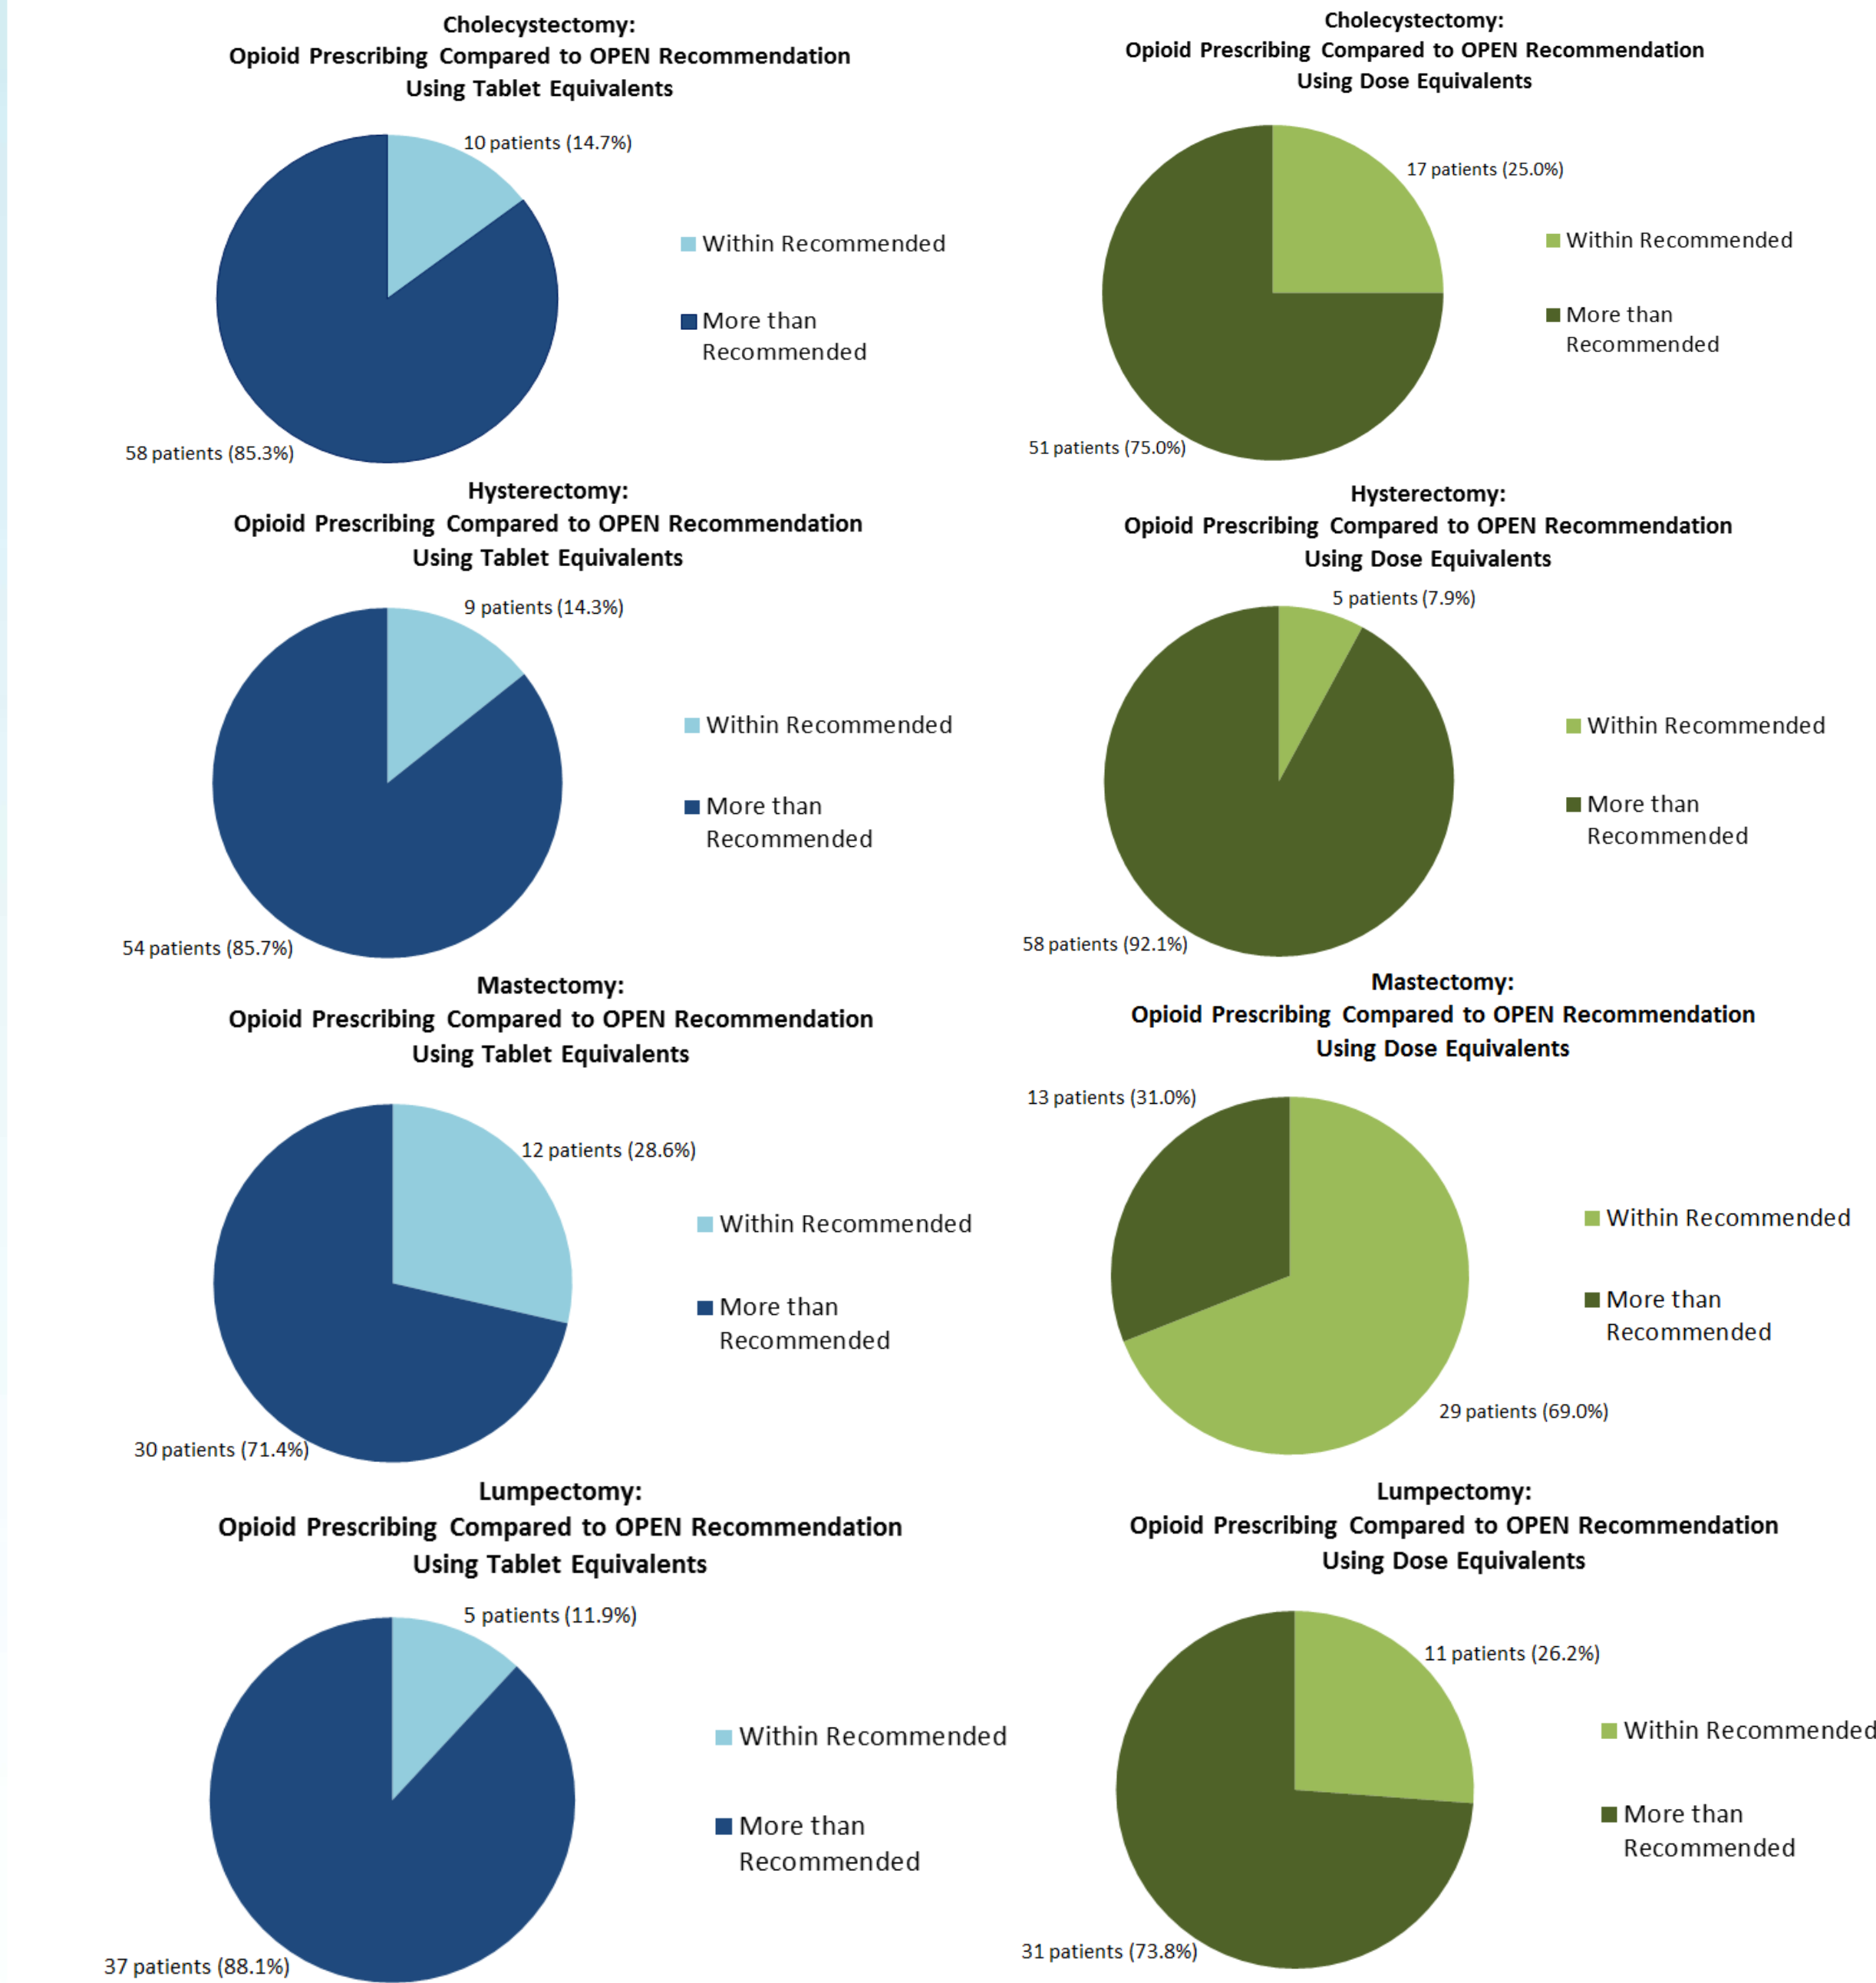 Cholecystectomy:
Opioid Prescribing Compared to OPEN Recommendation
Using Tablet Equivalents
10 patients (14.7%)
Within Recommended
More than
Recommended
58 patients (85.3%)
Cholecystectomy:
Opioid Prescribing Compared to OPEN Recommendation
Using Dose Equivalents
17 patients (25.0%)
Within Recommended
More than
Recommended
51 patients (75.0%)
Hysterectomy:
Opioid Prescribing Compared to OPEN Recommendation
Using Tablet Equivalents
9 patients (14.3%)
Within Recommended
More than
Recommended
54 patients (85.7%)
Hysterectomy:
Opioid Prescribing Compared to OPEN Recommendation
Using Dose Equivalents
5 patients (7.9%)
Within Recommended
More than
Recommended
58 patients (92.1%)
Mastectomy:
Opioid Prescribing Compared to OPEN Recommendation
Using Tablet Equivalents
12 patients (28.6%)
Within Recommended
More than
Recommended
30 patients (71.4%)
Mastectomy:
Opioid Prescribing Compared to OPEN Recommendation
Using Dose Equivalents
13 patients (31.0%)
Within Recommended
More than
Recommended
29 patients (69.0%)
Lumpectomy:
Opioid Prescribing Compared to OPEN Recommendation
Using Tablet Equivalents
5 patients (11.9%)
Within Recommended
More than
Recommended
37 patients (88.1%)
Lumpectomy:
Opioid Prescribing Compared to OPEN Recommendation
Using Dose Equivalents
11 patients (26.2%)
Within Recommended
More than
Recommended
31 patients (73.8%)